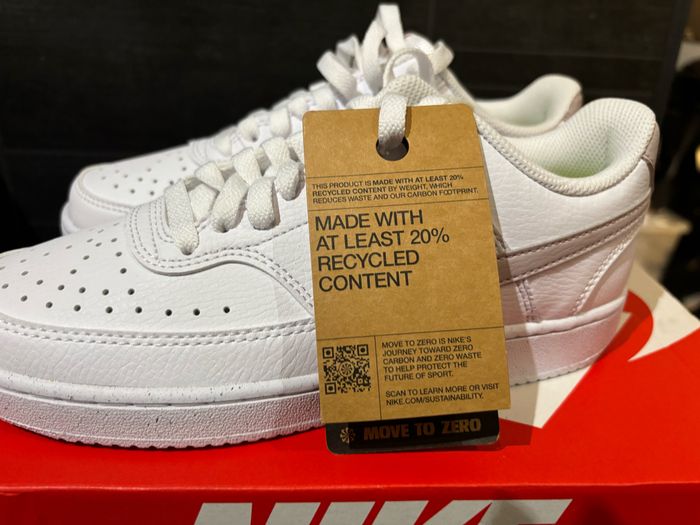 THIS PRODUCT IS MADE WITH AT LEAST 20%
RECYCLED CONTENT BY WEIGHT, WHICH
REDUCES WASTE AND OUR CARBON FOOTPRINT.
MADE WITH
AT LEAST 20%
RECYCLED
CONTENT
MOVE TO ZERO IS NIKE'S
JOURNEY TOWARD ZERO
CARBON AND ZERO WASTE
TO HELP PROTECT THE
FUTURE OF SPORT.
SCAN TO LEARN MORE OR VISIT
NIKE.COM/SUSTAINABILITY.
MOVE TO ZERO
NIKE